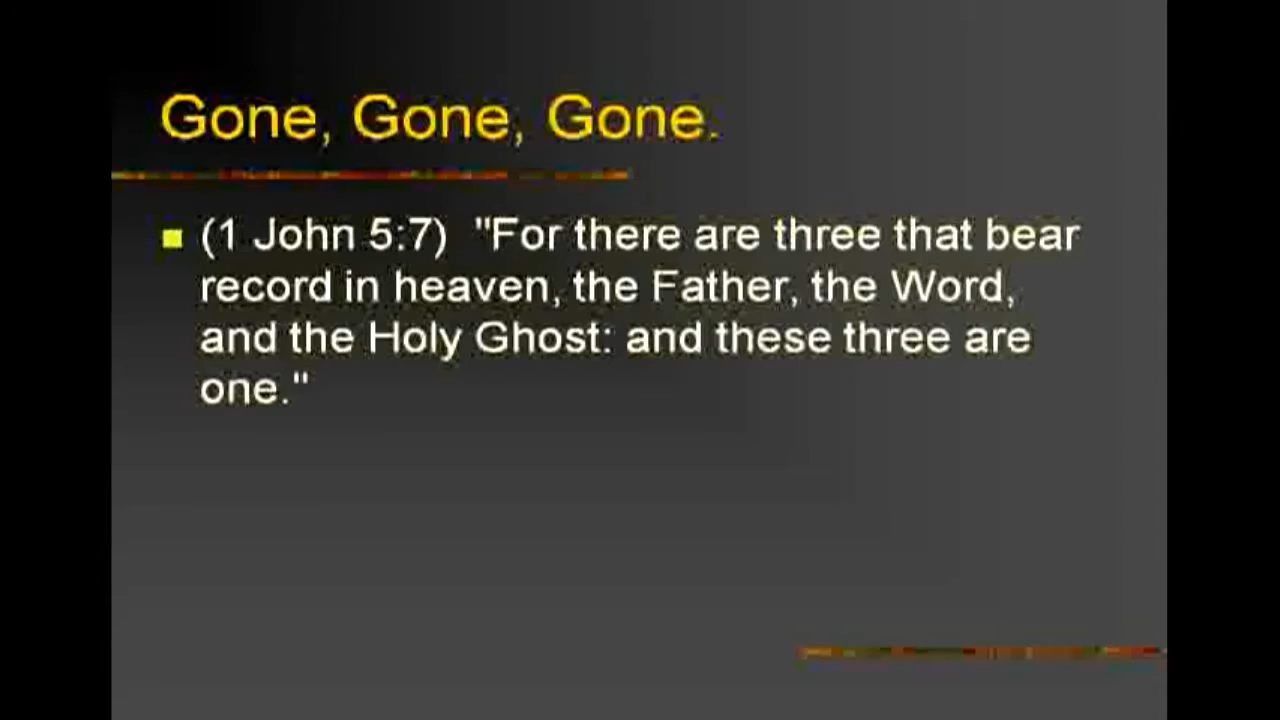 Gone, Gone, Gone.
(1 John 5:7) "For there are three that bear
record in heaven, the Father, the Word,
and the Holy Ghost: and these three are
one."